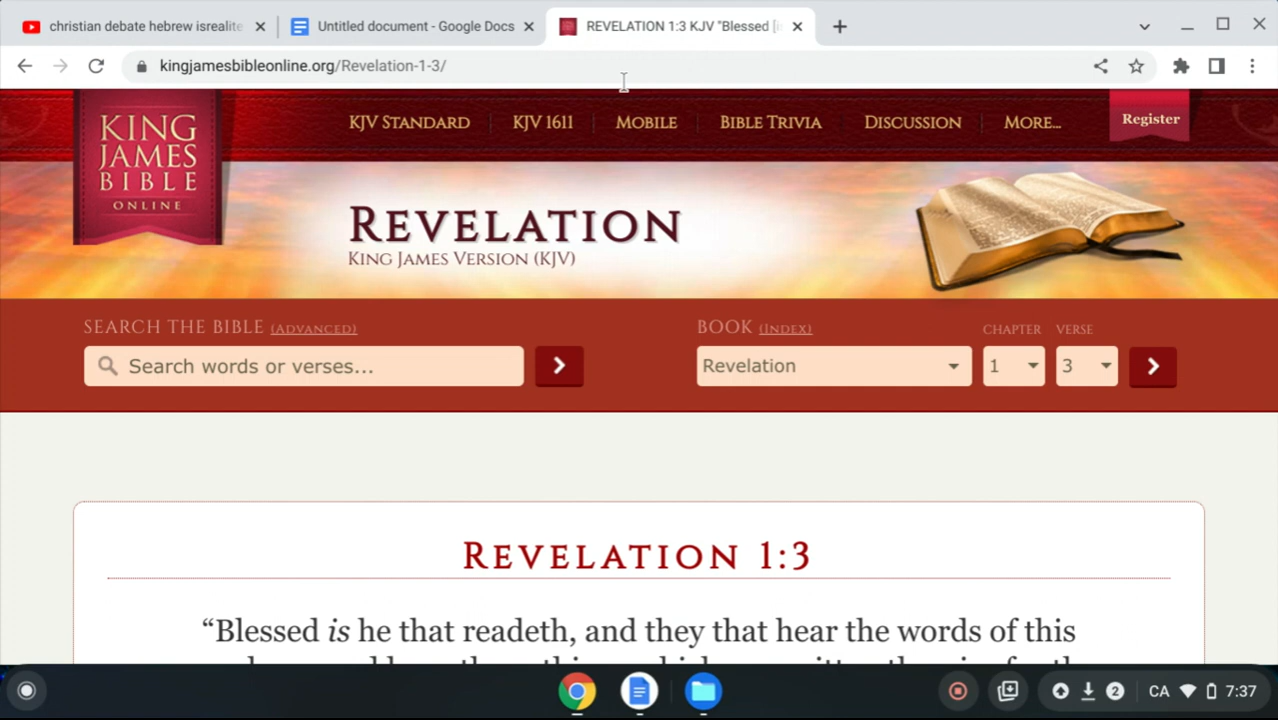 christian debate hebrew isrealite
Untitled document - Google Docs
REVELATION 1:3 KJV "Blessed [i
kingjamesbibleonline.org/Revelation-1-3/
KING
JAMES
BIBLE
ONLINE
KJV STANDARD
KJV 1611
MOBILE
BIBLE TRIVIA
DISCUSSION
MORE...
Register
REVELATION
KING JAMES VERSION (KJV)
SEARCH THE BIBLE (ADVANCED)
Search words or verses...
BOOK (INDEX)
CHAPTER
VERSE
Revelation
1
3
REVELATION 1:3
“Blessed is he that readeth, and they that hear the words of this
2
CA
7:37